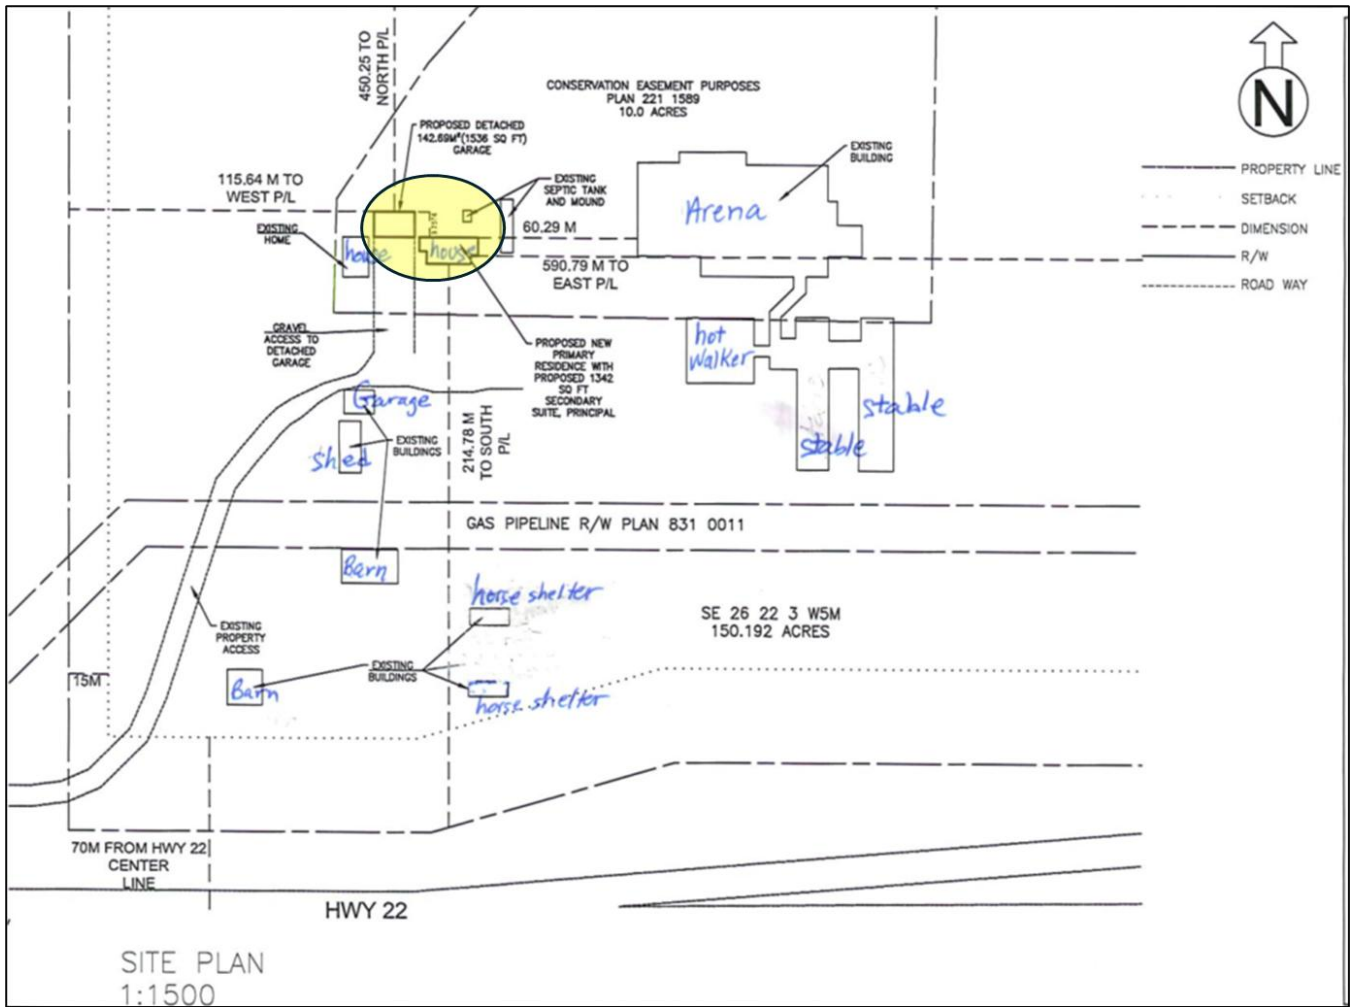 450.25 TO
NORTH P/L
CONSERVATION EASEMENT PURPOSES
PLAN 221 1589
10.0 ACRES
N
PROPOSED DETACHED
142.69M²(1536 SQ FT)
GARAGE
EXISTING
BUILDING
PROPERTY LINE
SETBACK
DIMENSION
R/W
ROAD WAY
115.64 M TO
WEST P/L
EXISTING
SEPTIC TANK
AND MOUND
Arena
EXISTING
HOME
house
house
60.29 M
590.79 M TO
EAST P/L
GRAVEL
ACCESS TO
DETACHED
GARAGE
PROPOSED NEW
PRIMARY
RESIDENCE WITH
PROPOSED 1342
SQ FT
SECONDARY
SUITE, PRINCIPAL
hot
walker
Garage
stable
stable
EXISTING
BUILDINGS
Shed
214.78 M
TO SOUTH
P/L
GAS PIPELINE R/W PLAN 831 0011
Barn
horse shelter
SE 26 22 3 W5M
150.192 ACRES
EXISTING
PROPERTY
ACCESS
EXISTING
BUILDINGS
15M
Barn
horse shelter
70M FROM HWY 22
CENTER
LINE
HWY 22
SITE PLAN
1:1500